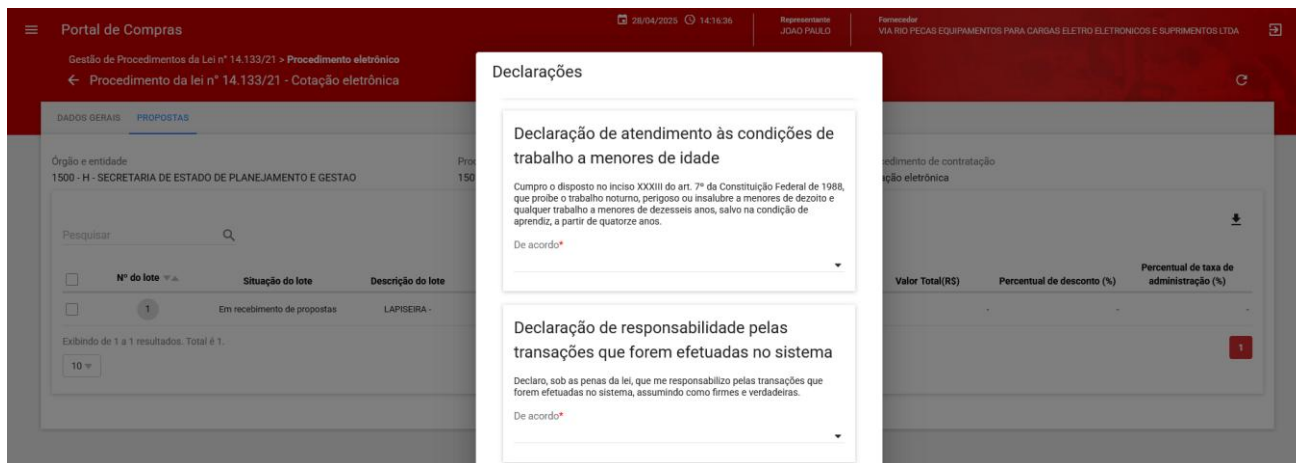 Portal de Compras
28/04/2025 14:16:36
Representante
JOAO PAULO
Fornecedor
VIA RIO PECAS EQUIPAMENTOS PARA CARGAS ELETRO ELETRONICOS E SUPRIMENTOS LTDA
Gestão de Procedimentos da Lei n° 14.133/21 > Procedimento eletrônico
Procedimento da lei n° 14.133/21 - Cotação eletrônica
DADOS GERAIS PROPOSTAS
Órgão e entidade
1500 - H - SECRETARIA DE ESTADO DE PLANEJAMENTO E GESTAO
Proc
150
edimento de contratação
ação eletrônica
Pesquisar
Nº do lote Situação do lote Descrição do lote Valor Total(R$) Percentual de desconto (%) Percentual de taxa de
administração (%)
1 Em recebimento de propostas LAPISEIRA - - - -
Exibindo de 1 a 1 resultados. Total é 1.
1
10
Declarações
Declaração de atendimento às condições de
trabalho a menores de idade
Cumpro o disposto no inciso XXXIII do art. 7º da Constituição Federal de 1988,
que proíbe o trabalho noturno, perigoso ou insalubre a menores de dezoito e
qualquer trabalho a menores de dezesseis anos, salvo na condição de
aprendiz, a partir de quatorze anos.
De acordo*
Declaração de responsabilidade pelas
transações que forem efetuadas no sistema
Declaro, sob as penas da lei, que me responsabilizo pelas transações que
forem efetuadas no sistema, assumindo como firmes e verdadeiras.
De acordo*